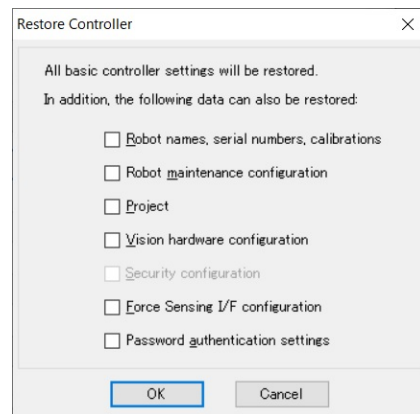 Restore Controller
All basic controller settings will be restored.
In addition, the following data can also be restored:
Robot names, serial numbers, calibrations
Robot maintenance configuration
Project
Vision hardware configuration
Security configuration
Force Sensing I/F configuration
Password authentication settings
OK
Cancel